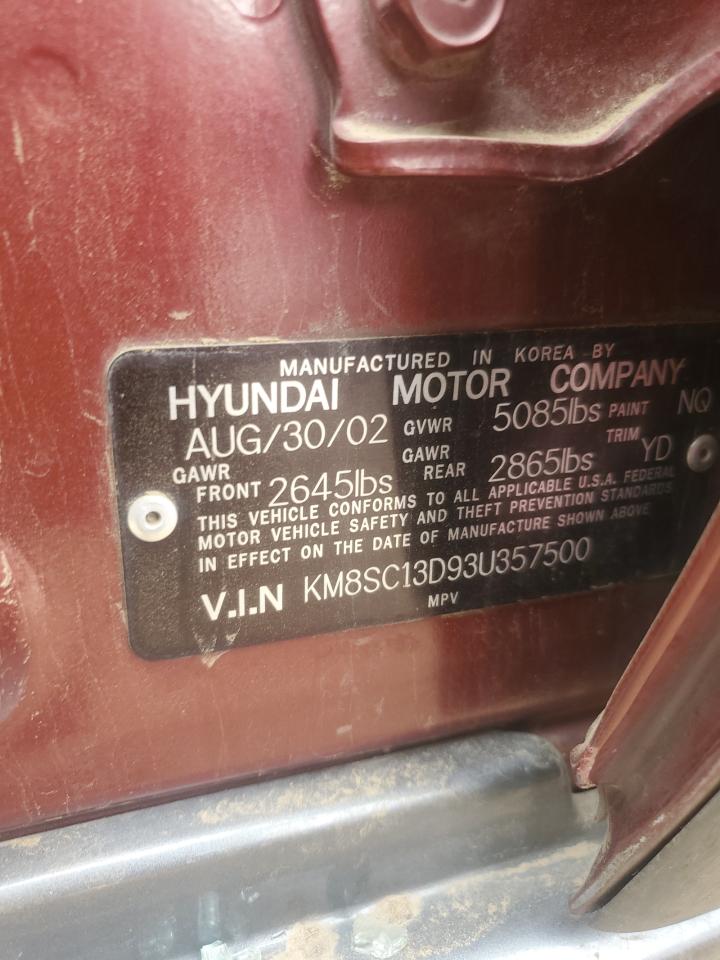 MANUFACTURED IN KOREA BY
HYUNDAI MOTOR COMPANY
AUG/30/02 GVWR 5085lbs PAINT NQ
GAWR FRONT 2645lbs GAWR REAR 2865lbs TRIM YD
THIS VEHICLE CONFORMS TO ALL APPLICABLE U.S.A. FEDERAL
MOTOR VEHICLE SAFETY AND THEFT PREVENTION STANDARDS
IN EFFECT ON THE DATE OF MANUFACTURE SHOWN ABOVE
V.I.N KM8SC13D93U357500
MPV